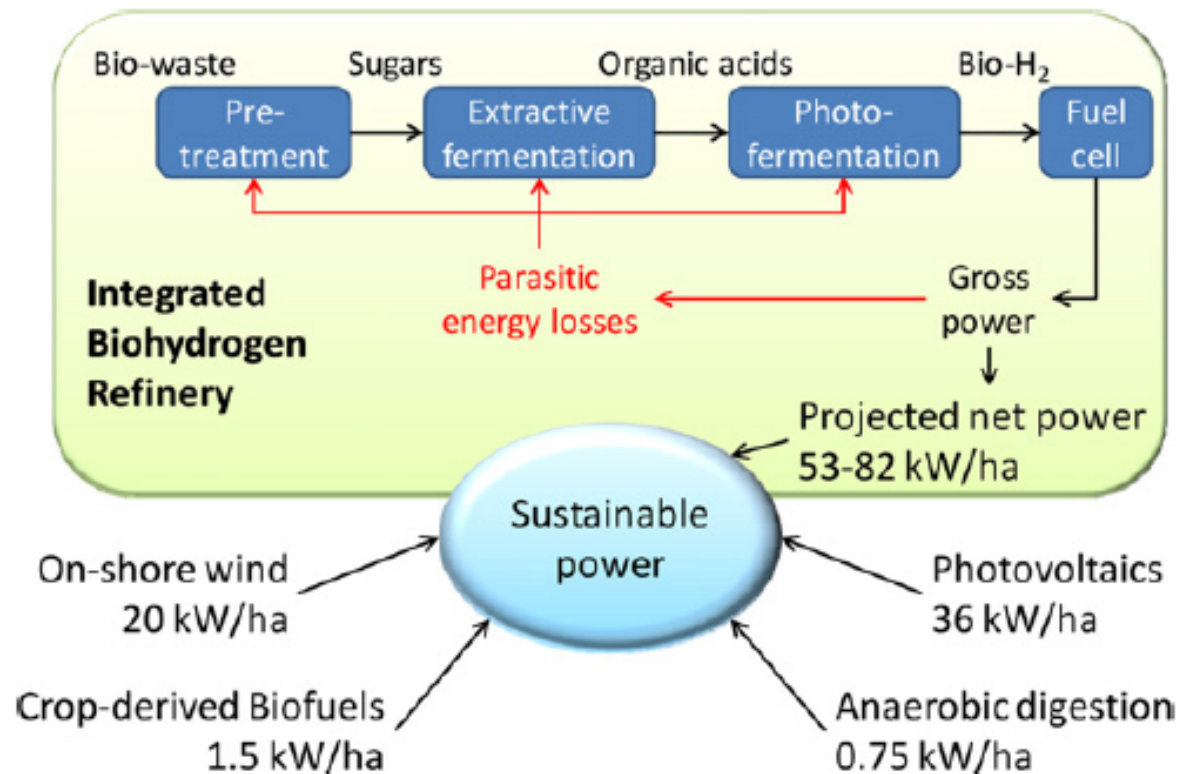 Bio-waste
Sugars
Organic acids
Bio-H₂
Pre-
treatment
Extractive
fermentation
Photo-
fermentation
Fuel
cell
Parasitic
energy losses
Gross
power
Integrated
Biohydrogen
Refinery
Projected net power
53-82 kW/ha
Sustainable
power
On-shore wind
20 kW/ha
Photovoltaics
36 kW/ha
Crop-derived Biofuels
1.5 kW/ha
Anaerobic digestion
0.75 kW/ha